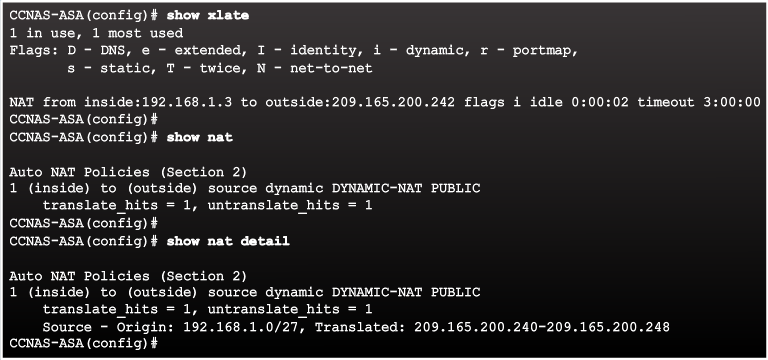 CCNAS-ASA(config)# show xlate
1 in use, 1 most used
Flags: D - DNS, e - extended, I - identity, i - dynamic, r - portmap,
s - static, T - twice, N - net-to-net
NAT from inside:192.168.1.3 to outside:209.165.200.242 flags i idle 0:00:02 timeout 3:00:00
CCNAS-ASA(config)#
CCNAS-ASA(config)# show nat
Auto NAT Policies (Section 2)
1 (inside) to (outside) source dynamic DYNAMIC-NAT PUBLIC
translate_hits = 1, untranslate_hits = 1
CCNAS-ASA(config)#
CCNAS-ASA(config)# show nat detail
Auto NAT Policies (Section 2)
1 (inside) to (outside) source dynamic DYNAMIC-NAT PUBLIC
translate_hits = 1, untranslate_hits = 1
Source - Origin: 192.168.1.0/27, Translated: 209.165.200.240-209.165.200.248
CCNAS-ASA(config)#